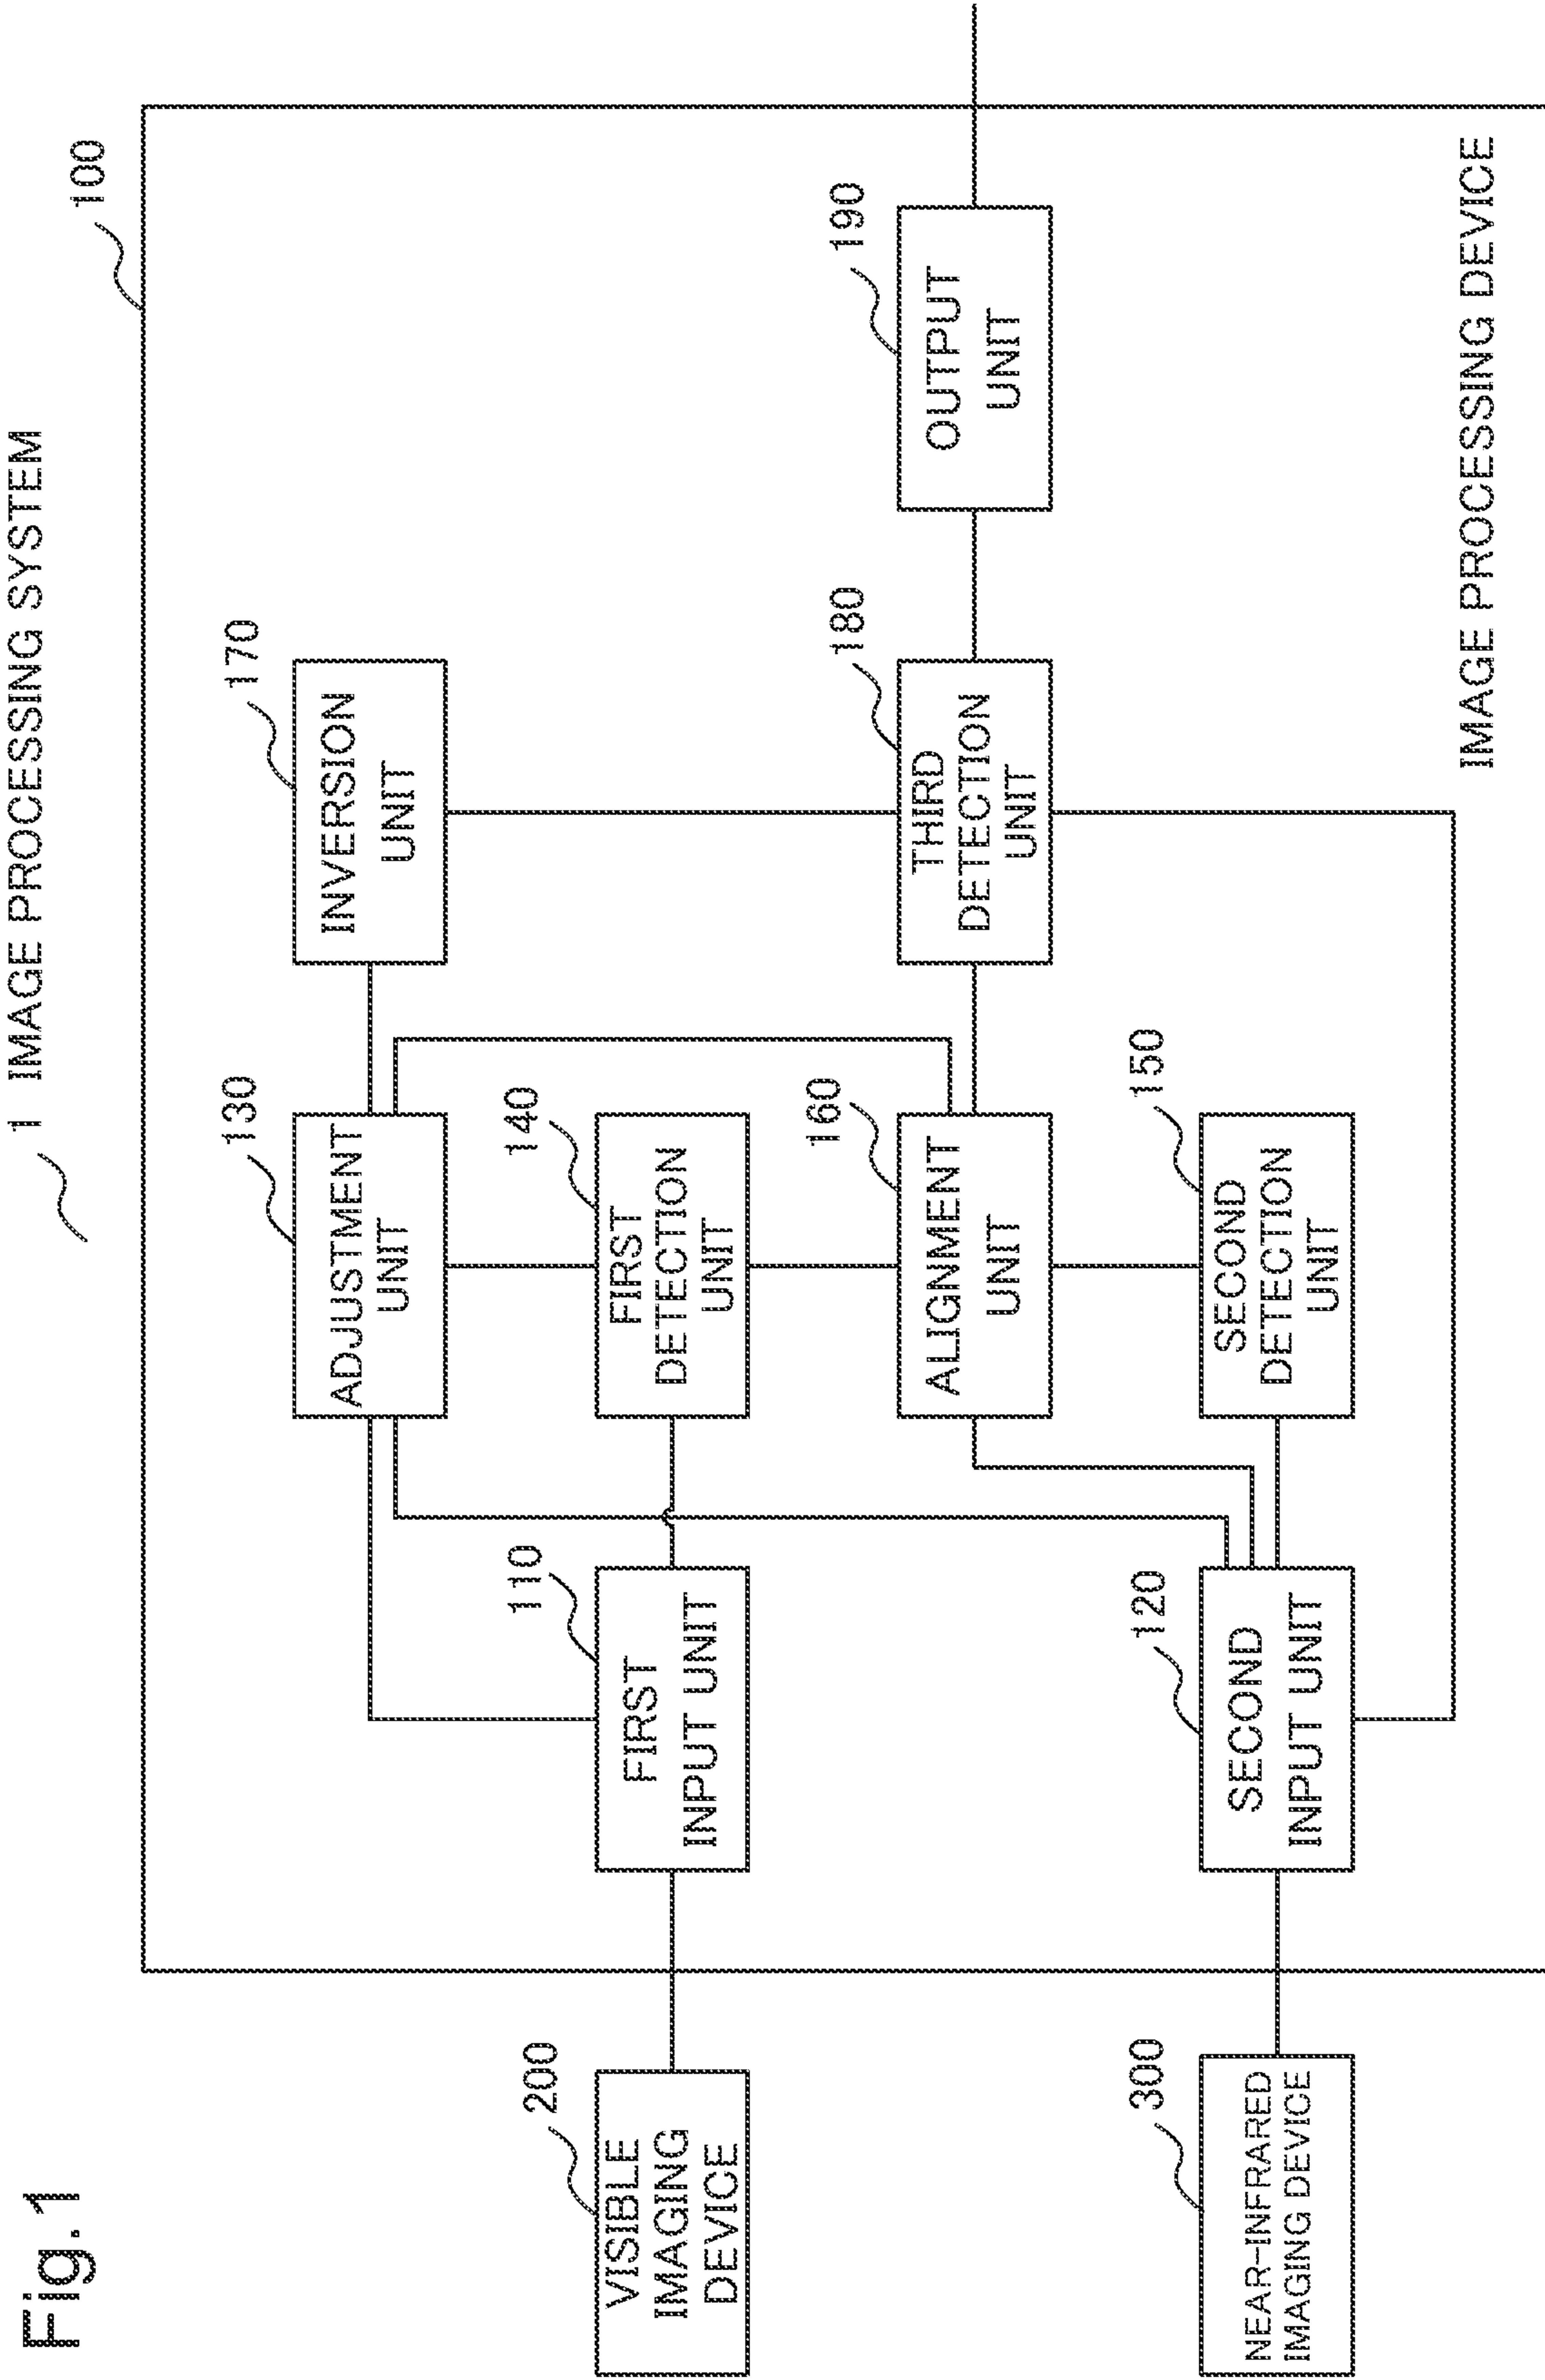 Fig.1
1 IMAGE PROCESSING SYSTEM
100
130
ADJUSTMENT
UNIT
170
INVERSION
UNIT
200
VISIBLE
IMAGING
DEVICE
110
FIRST
INPUT UNIT
140
FIRST
DETECTION
UNIT
160
ALIGNMENT
UNIT
180
THIRD
DETECTION
UNIT
190
OUTPUT
UNIT
300
NEAR-INFRARED
IMAGING DEVICE
120
SECOND
INPUT UNIT
150
SECOND
DETECTION
UNIT
IMAGE PROCESSING DEVICE